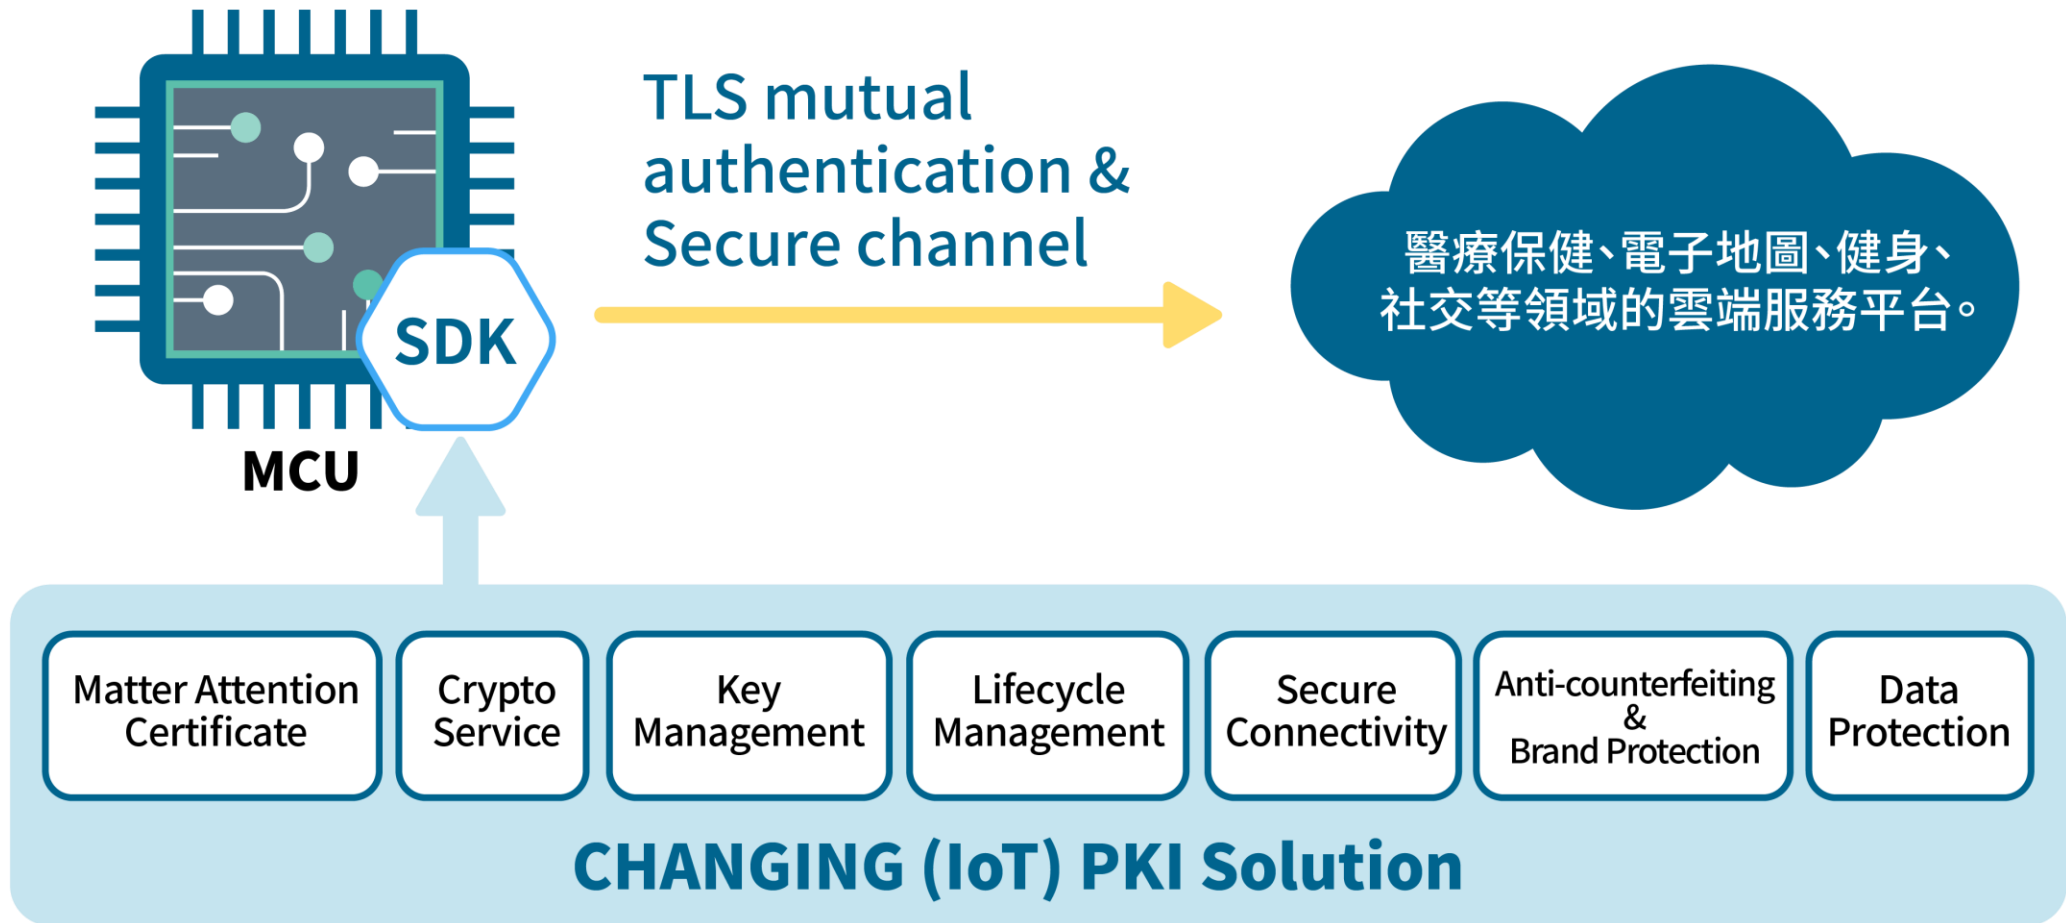 TLS mutual
authentication &
Secure channel
醫療保健、電子地圖、健身、
社交等領域的雲端服務平台。
SDK
MCU
Matter Attention
Certificate
Crypto
Service
Key
Management
Lifecycle
Management
Secure
Connectivity
Anti-counterfeiting
&
Brand Protection
Data
Protection
CHANGING (IoT) PKI Solution